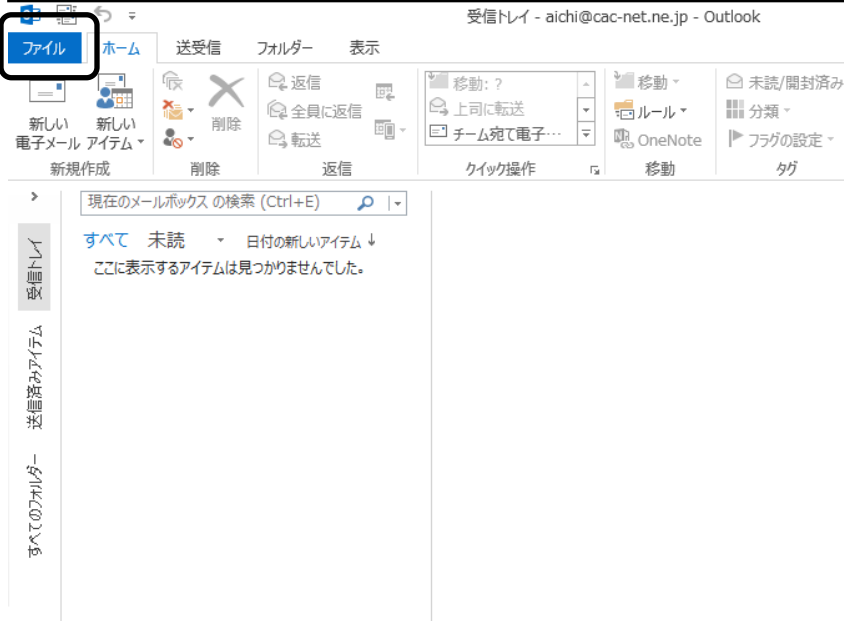 受信トレイ - aichi@cac-net.ne.jp - Outlook
ファイル ホーム 送受信 フォルダー 表示
新しい
電子メール
新しい
アイテム
新規作成
削除
削除
返信
全員に返信
転送
返信
移動: ?
上司に転送
チーム宛て電子…
クイック操作
移動
ルール
OneNote
移動
未読/開封済み
分類
フラグの設定
タグ
現在のメールボックス の検索 (Ctrl+E)
すべて 未読 日付の新しいアイテム ↓
ここに表示するアイテムは見つかりませんでした。
受信トレイ
送信済みアイテム
すべてのフォルダー